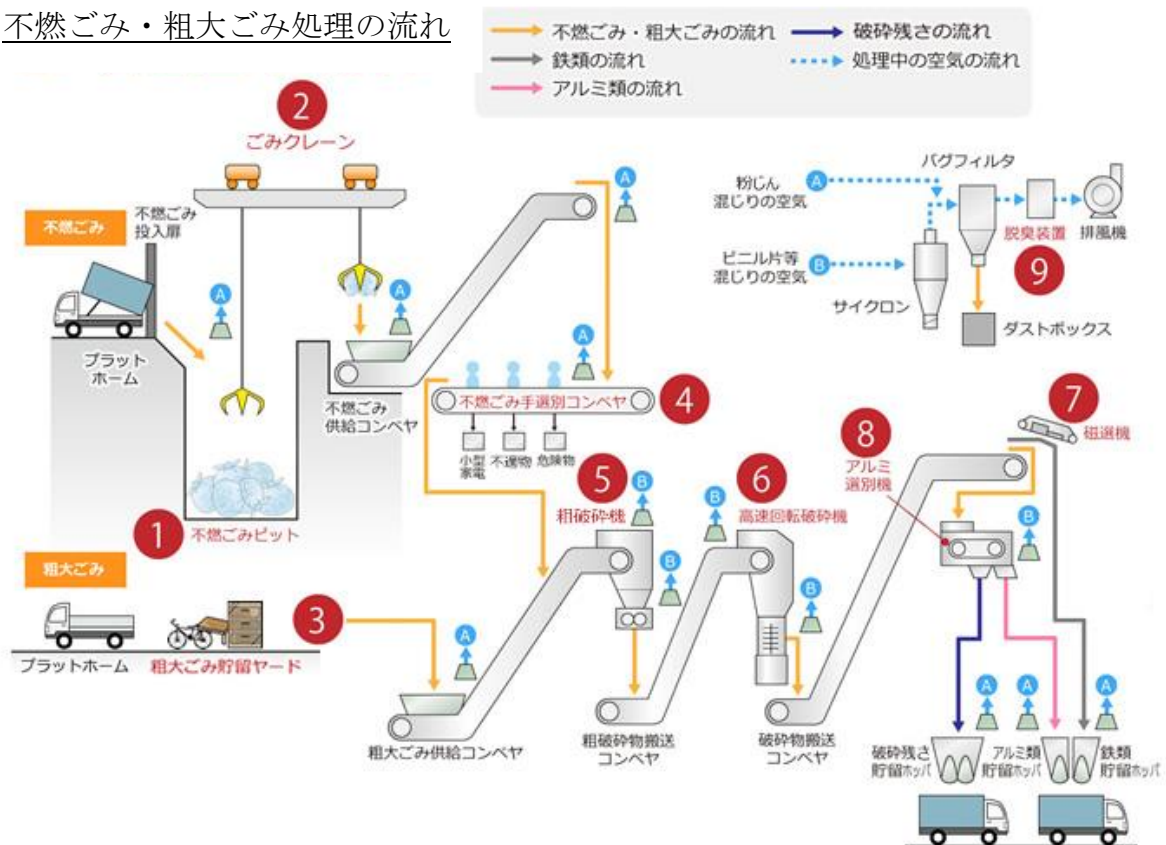 不燃ごみ・粗大ごみ処理の流れ
不燃ごみ・粗大ごみの流れ
破砕残さの流れ
鉄類の流れ
処理中の空気の流れ
アルミ類の流れ
2
ごみクレーン
不燃ごみ
不燃ごみ
投入扉
A
A
A
プラット
ホーム
不燃ごみ
供給コンベヤ
1
不燃ごみピット
A
不燃ごみ手選別コンベヤ
4
小型
家電
不適物
危険物
バグフィルタ
粉じん
混じりの空気
A
ビニル片等
混じりの空気
B
サイクロン
脱臭装置
排風機
9
ダストボックス
粗大ごみ
プラットホーム
粗大ごみ貯留ヤード
3
A
粗大ごみ供給コンベヤ
5
粗破砕機
B
B
粗破砕物搬送
コンベヤ
B
6
高速回転破砕機
B
破砕物搬送
コンベヤ
7
磁選機
8
アルミ
選別機
B
A
A
A
破砕残さ
貯留ホッパ
アルミ類
貯留ホッパ
鉄類
貯留ホッパ